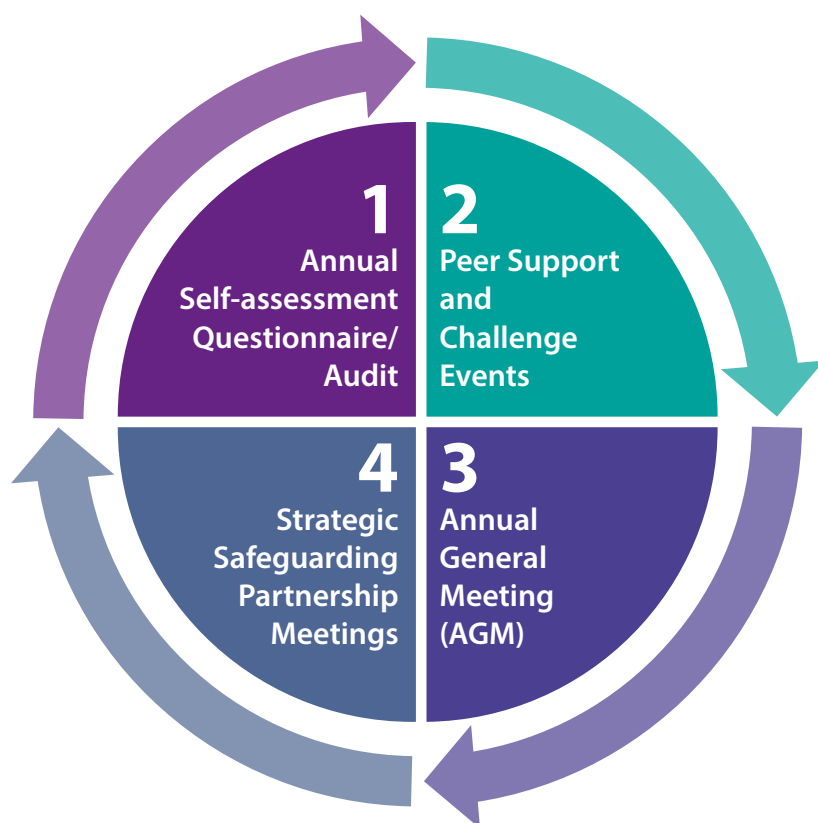 1
Annual
Self-assessment
Questionnaire/
Audit
2
Peer Support
and
Challenge
Events
3
Annual
General
Meeting
(AGM)
4
Strategic
Safeguarding
Partnership
Meetings